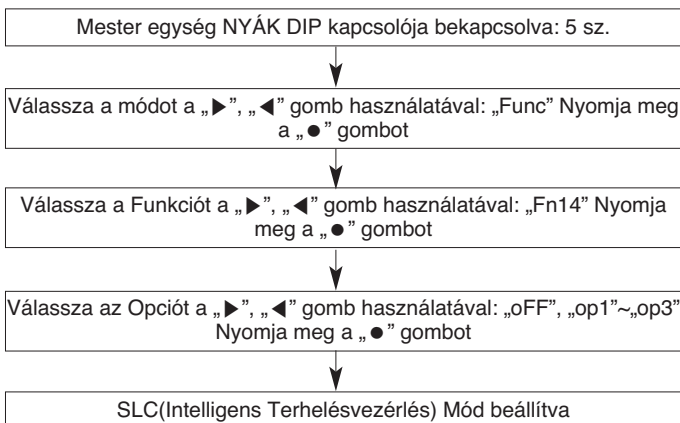 Mester egység NYÁK DIP kapcsolója bekapcsolva: 5 sz.
Válassza a módot a „▶”, „◀” gomb használatával: „Func” Nyomja meg
a „●” gombot
Válassza a Funkciót a „▶”, „◀” gomb használatával: „Fn14” Nyomja
meg a „●” gombot
Válassza az Opciót a „▶”, „◀” gomb használatával: „oFF”, „op1”~„op3”
Nyomja meg a „●” gombot
SLC(Intelligens Terhelésvezérlés) Mód beállítva